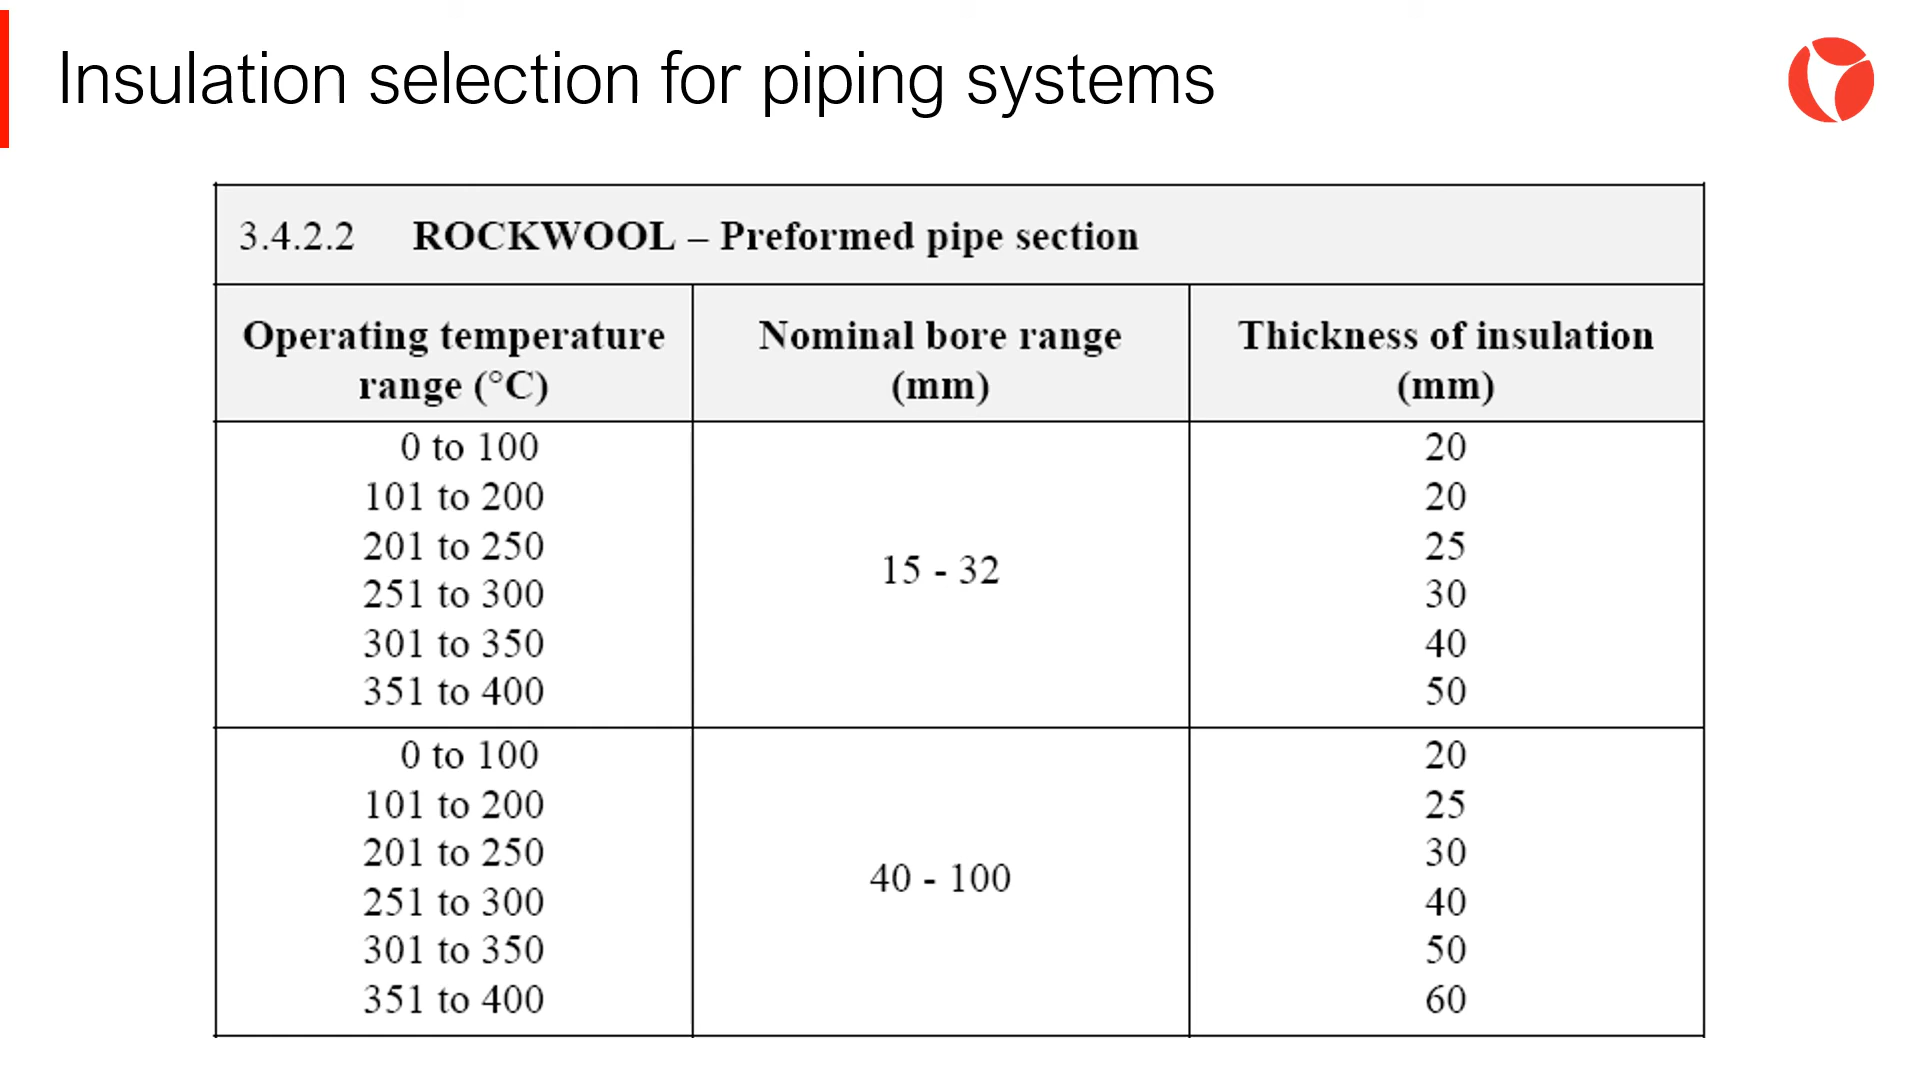 Insulation selection for piping systems
3.4.2.2 ROCKWOOL – Preformed pipe section
Operating temperature range (°C) Nominal bore range (mm) Thickness of insulation (mm)
0 to 100 20
101 to 200 20
201 to 250 25
15 - 32
251 to 300 30
301 to 350 40
351 to 400 50
0 to 100 20
101 to 200 25
201 to 250 30
40 - 100
251 to 300 40
301 to 350 50
351 to 400 60